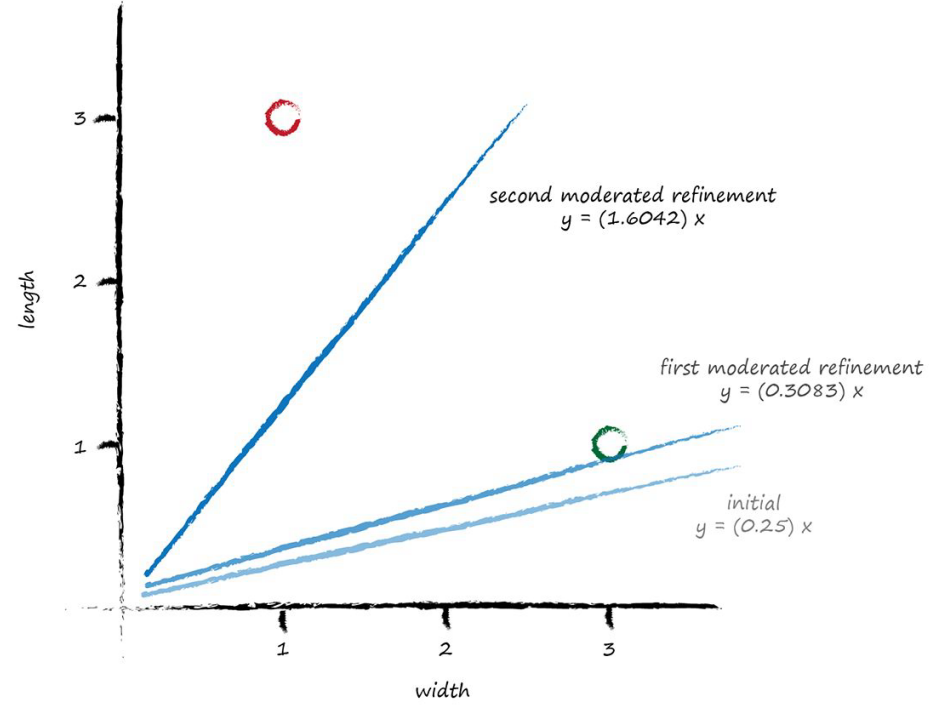 3
second moderated refinement
y = (1.6042) x
2
length
first moderated refinement
y = (0.3083) x
1
initial
y = (0.25) x
1
2
3
width